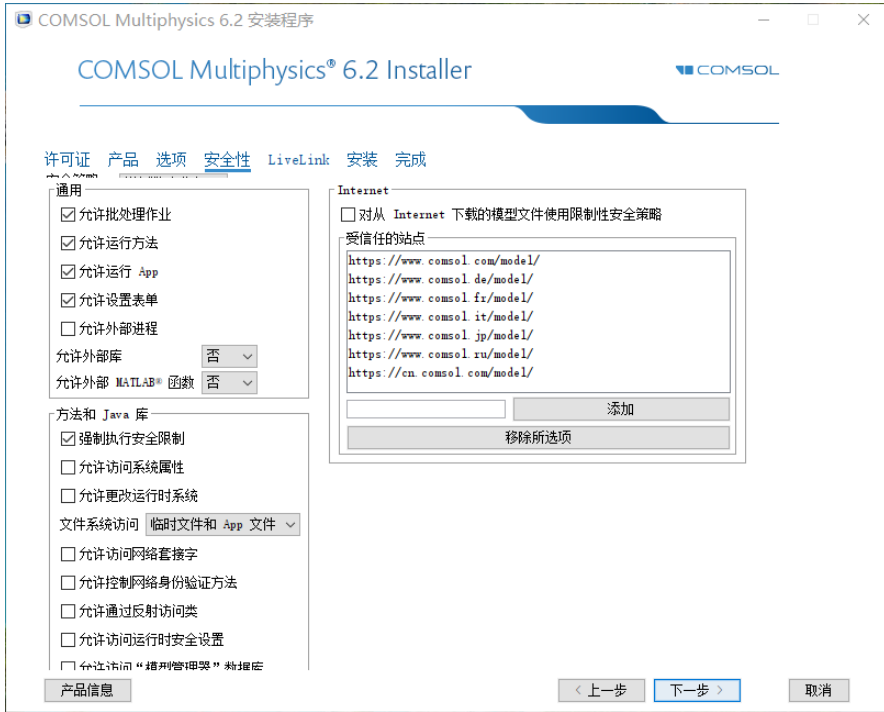 COMSOL Multiphysics 6.2 安装程序
COMSOL Multiphysics® 6.2 Installer
COMSOL
许可证 产品 选项 安全性 LiveLink 安装 完成
通用
允许批处理作业
允许运行方法
允许运行 App
允许设置表单
允许外部进程
允许外部库 否
允许外部 MATLAB® 函数 否
方法和 Java 库
强制执行安全限制
允许访问系统属性
允许更改运行时系统
文件系统访问 临时文件和 App 文件
允许访问网络套接字
允许控制网络身份验证方法
允许通过反射访问类
允许访问运行时安全设置
允许访问“模型管理器”数据库
Internet
对从 Internet 下载的模型文件使用限制性安全策略
受信任的站点
https://www.comsol.com/model/
https://www.comsol.de/model/
https://www.comsol.fr/model/
https://www.comsol.it/model/
https://www.comsol.jp/model/
https://www.comsol.ru/model/
https://cn.comsol.com/model/
添加
移除所选项
产品信息
< 上一步
下一步 >
取消